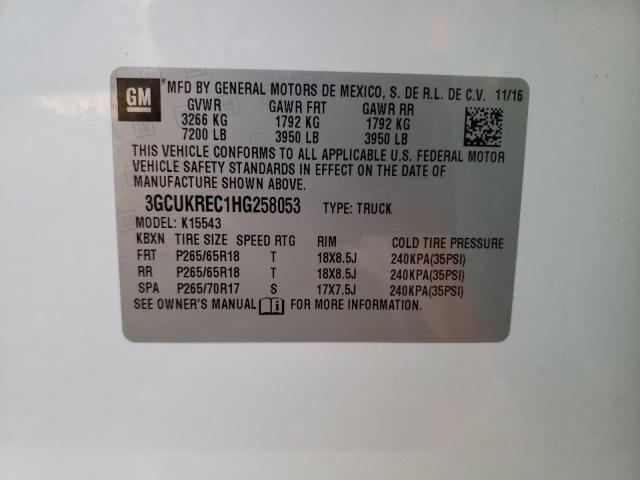 GM
MFD BY GENERAL MOTORS DE MEXICO, S. DE R.L. DE C.V. 11/16
GVWR GAWR FRT GAWR RR
3266 KG 1792 KG 1792 KG
7200 LB 3950 LB 3950 LB
THIS VEHICLE CONFORMS TO ALL APPLICABLE U.S. FEDERAL MOTOR
VEHICLE SAFETY STANDARDS IN EFFECT ON THE DATE OF
MANUFACTURE SHOWN ABOVE.
3GCUKREC1HG258053 TYPE: TRUCK
MODEL: K15543
KBXN TIRE SIZE SPEED RTG RIM COLD TIRE PRESSURE
FRT P265/65R18 T 18X8.5J 240KPA(35PSI)
RR P265/65R18 T 18X8.5J 240KPA(35PSI)
SPA P265/70R17 S 17X7.5J 240KPA(35PSI)
SEE OWNER'S MANUAL FOR MORE INFORMATION.